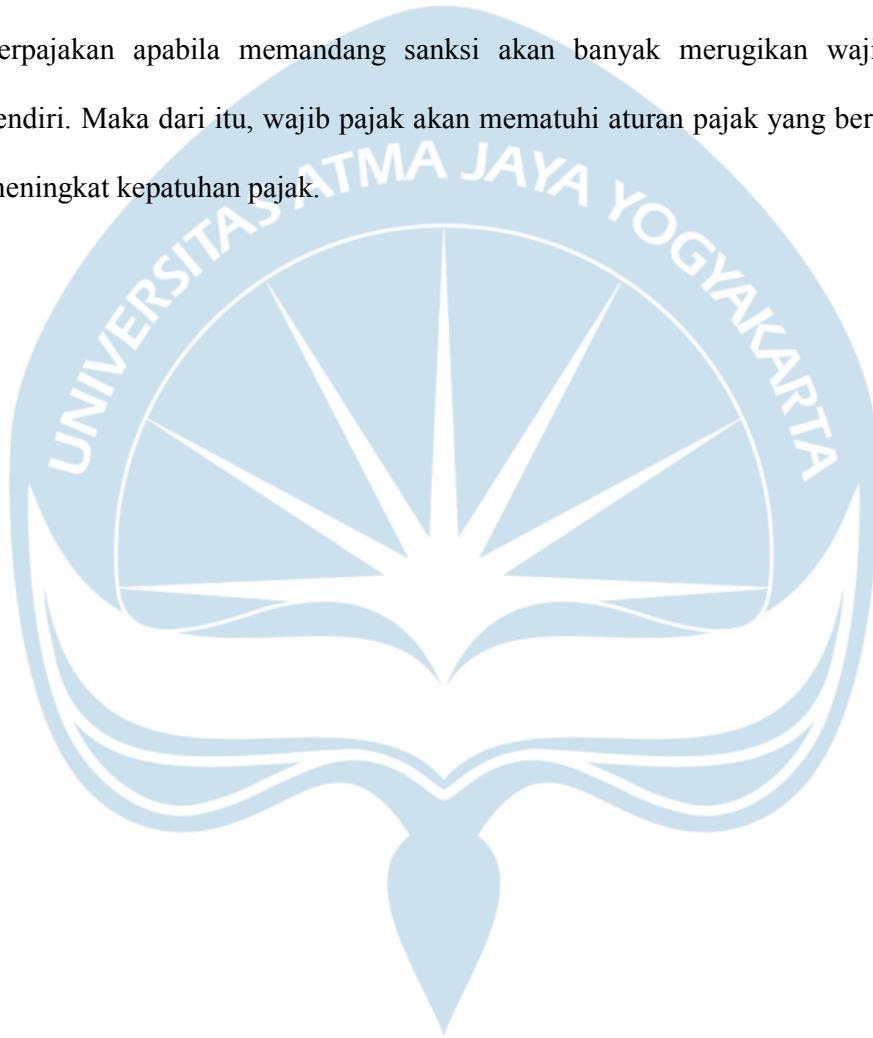 erpajakan apabila memandang sanksi akan banyak merugikan waji
endiri. Maka dari itu, wajib pajak akan mematuhi aturan pajak yang ber
meningkat kepatuhan pajak.
UNIVERSITAS ATMA JAYA YOGYAKARTA